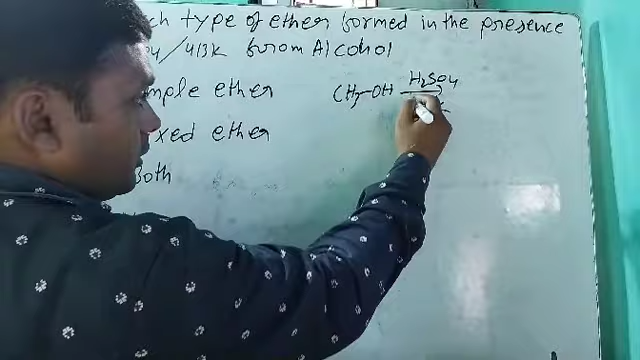 ch type of ether formed in the presence
04/413k from Alcohol
mple ether
CH3-OH H2SO4
xed ether
Both